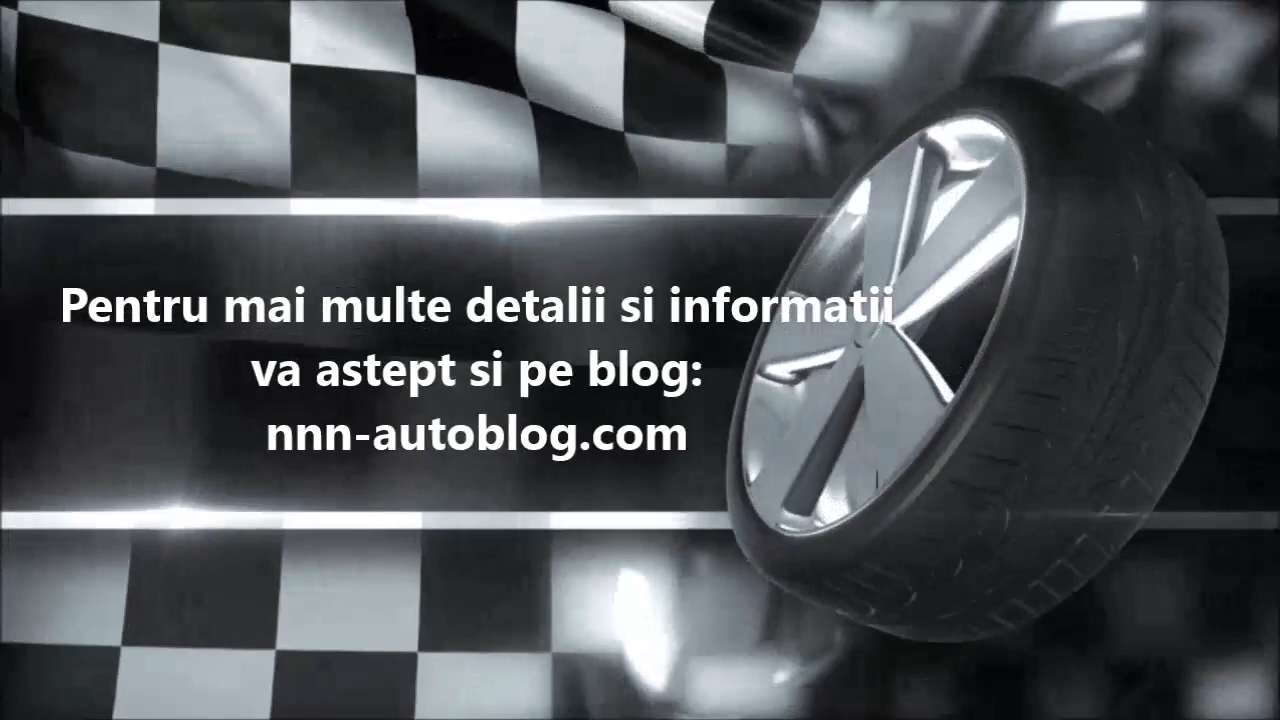 Pentru mai multe detalii si informatii
va astept si pe blog:
nnn-autoblog.com